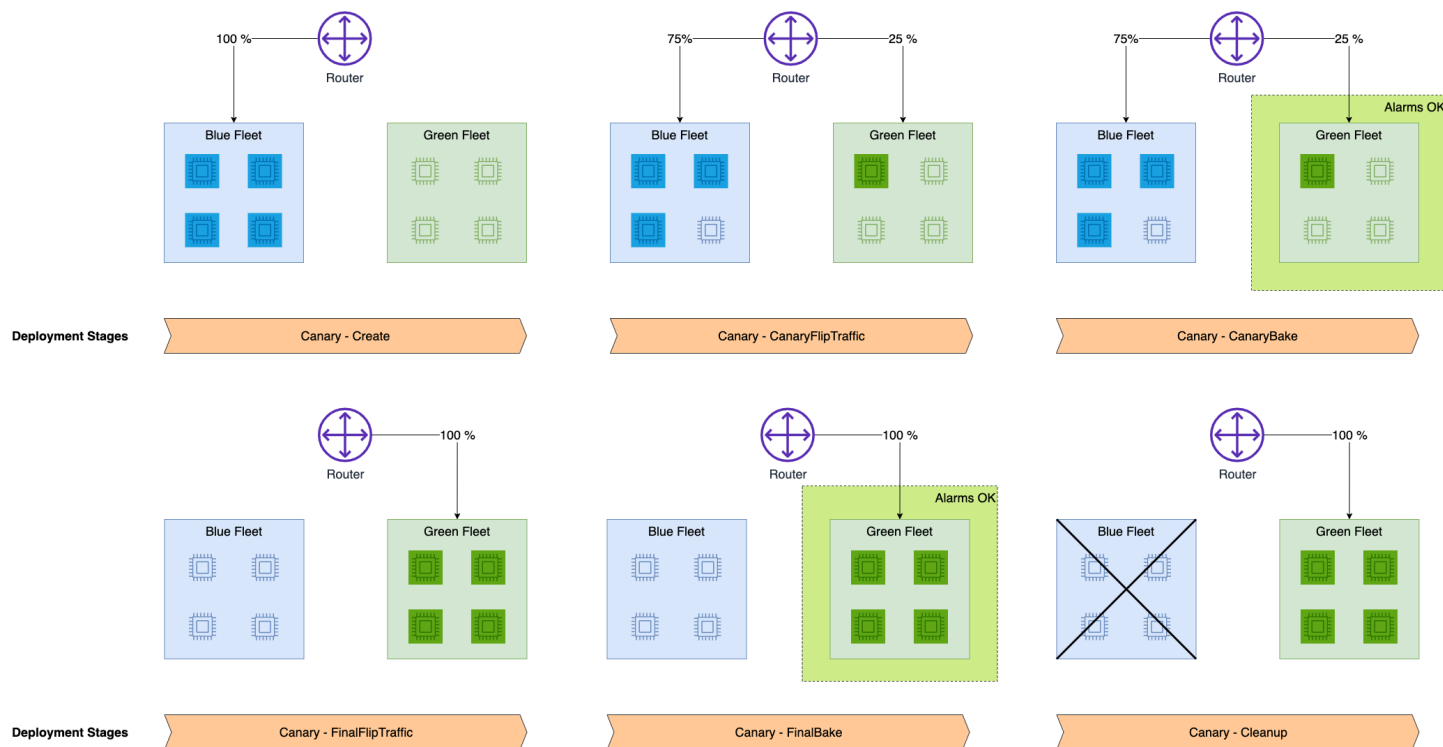 100 %
Router
Blue Fleet
Green Fleet
75%
25 %
Router
Blue Fleet
Green Fleet
75%
25 %
Router
Alarms OK
Blue Fleet
Green Fleet
Deployment Stages
Canary - Create
Canary - CanaryFlipTraffic
Canary - CanaryBake
100 %
Router
Blue Fleet
Green Fleet
100 %
Router
Alarms OK
Blue Fleet
Green Fleet
100 %
Router
Blue Fleet
Green Fleet
Deployment Stages
Canary - FinalFlipTraffic
Canary - FinalBake
Canary - Cleanup